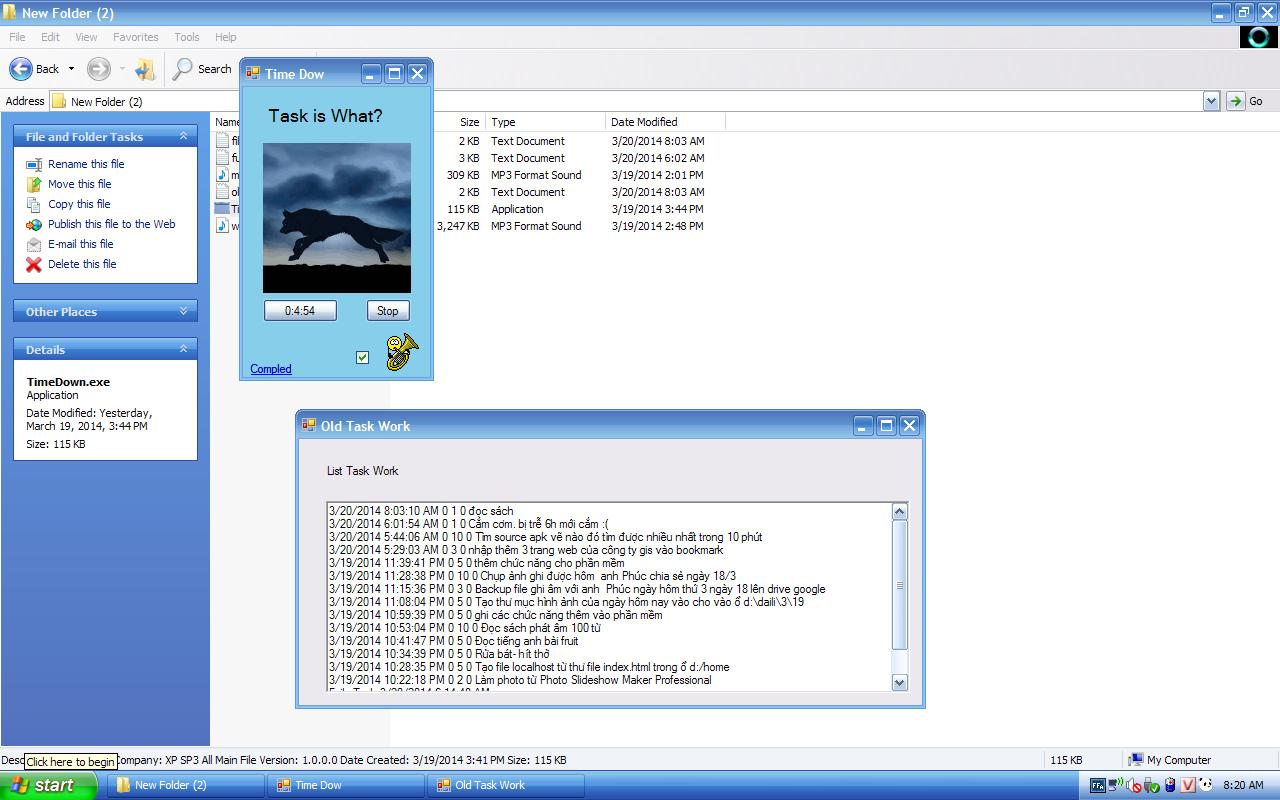 New Folder (2)
File Edit View Favorites Tools Help
Back Search
Address New Folder (2) Go
File and Folder Tasks
Rename this file
Move this file
Copy this file
Publish this file to the Web
E-mail this file
Delete this file
Other Places
Details
TimeDown.exe
Application
Date Modified: Yesterday,
March 19, 2014, 3:44 PM
Size: 115 KB
Size Type Date Modified
2 KB Text Document 3/20/2014 8:03 AM
3 KB Text Document 3/20/2014 6:02 AM
309 KB MP3 Format Sound 3/19/2014 2:01 PM
2 KB Text Document 3/20/2014 8:03 AM
115 KB Application 3/19/2014 3:44 PM
3,247 KB MP3 Format Sound 3/19/2014 2:48 PM
Time Dow
Task is What?
0:4:54 Stop
Compled
Old Task Work
List Task Work
3/20/2014 8:03:10 AM 0 1 0 đọc sách
3/20/2014 6:01:54 AM 0 1 0 Cắm cơm. bị trễ 6h mới cắm :(
3/20/2014 5:44:06 AM 0 10 0 Tìm source apk vẽ nào đó tìm được nhiều nhất trong 10 phút
3/20/2014 5:29:03 AM 0 3 0 nhập thêm 3 trang web của công ty gis vào bookmark
3/19/2014 11:39:41 PM 0 5 0 thêm chức năng cho phần mềm
3/19/2014 11:28:38 PM 0 10 0 Chụp ảnh ghi được hôm anh Phúc chia sẻ ngày 18/3
3/19/2014 11:15:36 PM 0 3 0 Backup file ghi âm với anh Phúc ngày hôm thứ 3 ngày 18 lên drive google
3/19/2014 11:08:04 PM 0 5 0 Tạo thư mục hình ảnh của ngày hôm nay vào cho vào ổ d:\daili\3\19
3/19/2014 10:59:39 PM 0 5 0 ghi các chức năng thêm vào phần mềm
3/19/2014 10:53:04 PM 0 10 0 Đọc sách phát âm 100 từ
3/19/2014 10:41:47 PM 0 5 0 Đọc tiếng anh bài fruit
3/19/2014 10:34:39 PM 0 5 0 Rửa bát- hít thở
3/19/2014 10:28:35 PM 0 5 0 Tạo file localhost từ thư file index.html trong ổ d:/home
3/19/2014 10:22:18 PM 0 2 0 Làm photo từ Photo Slideshow Maker Professional
Click here to begin
Company: XP SP3 All Main File Version: 1.0.0.0 Date Created: 3/19/2014 3:41 PM Size: 115 KB
115 KB My Computer
start New Folder (2) Time Dow Old Task Work 8:20 AM